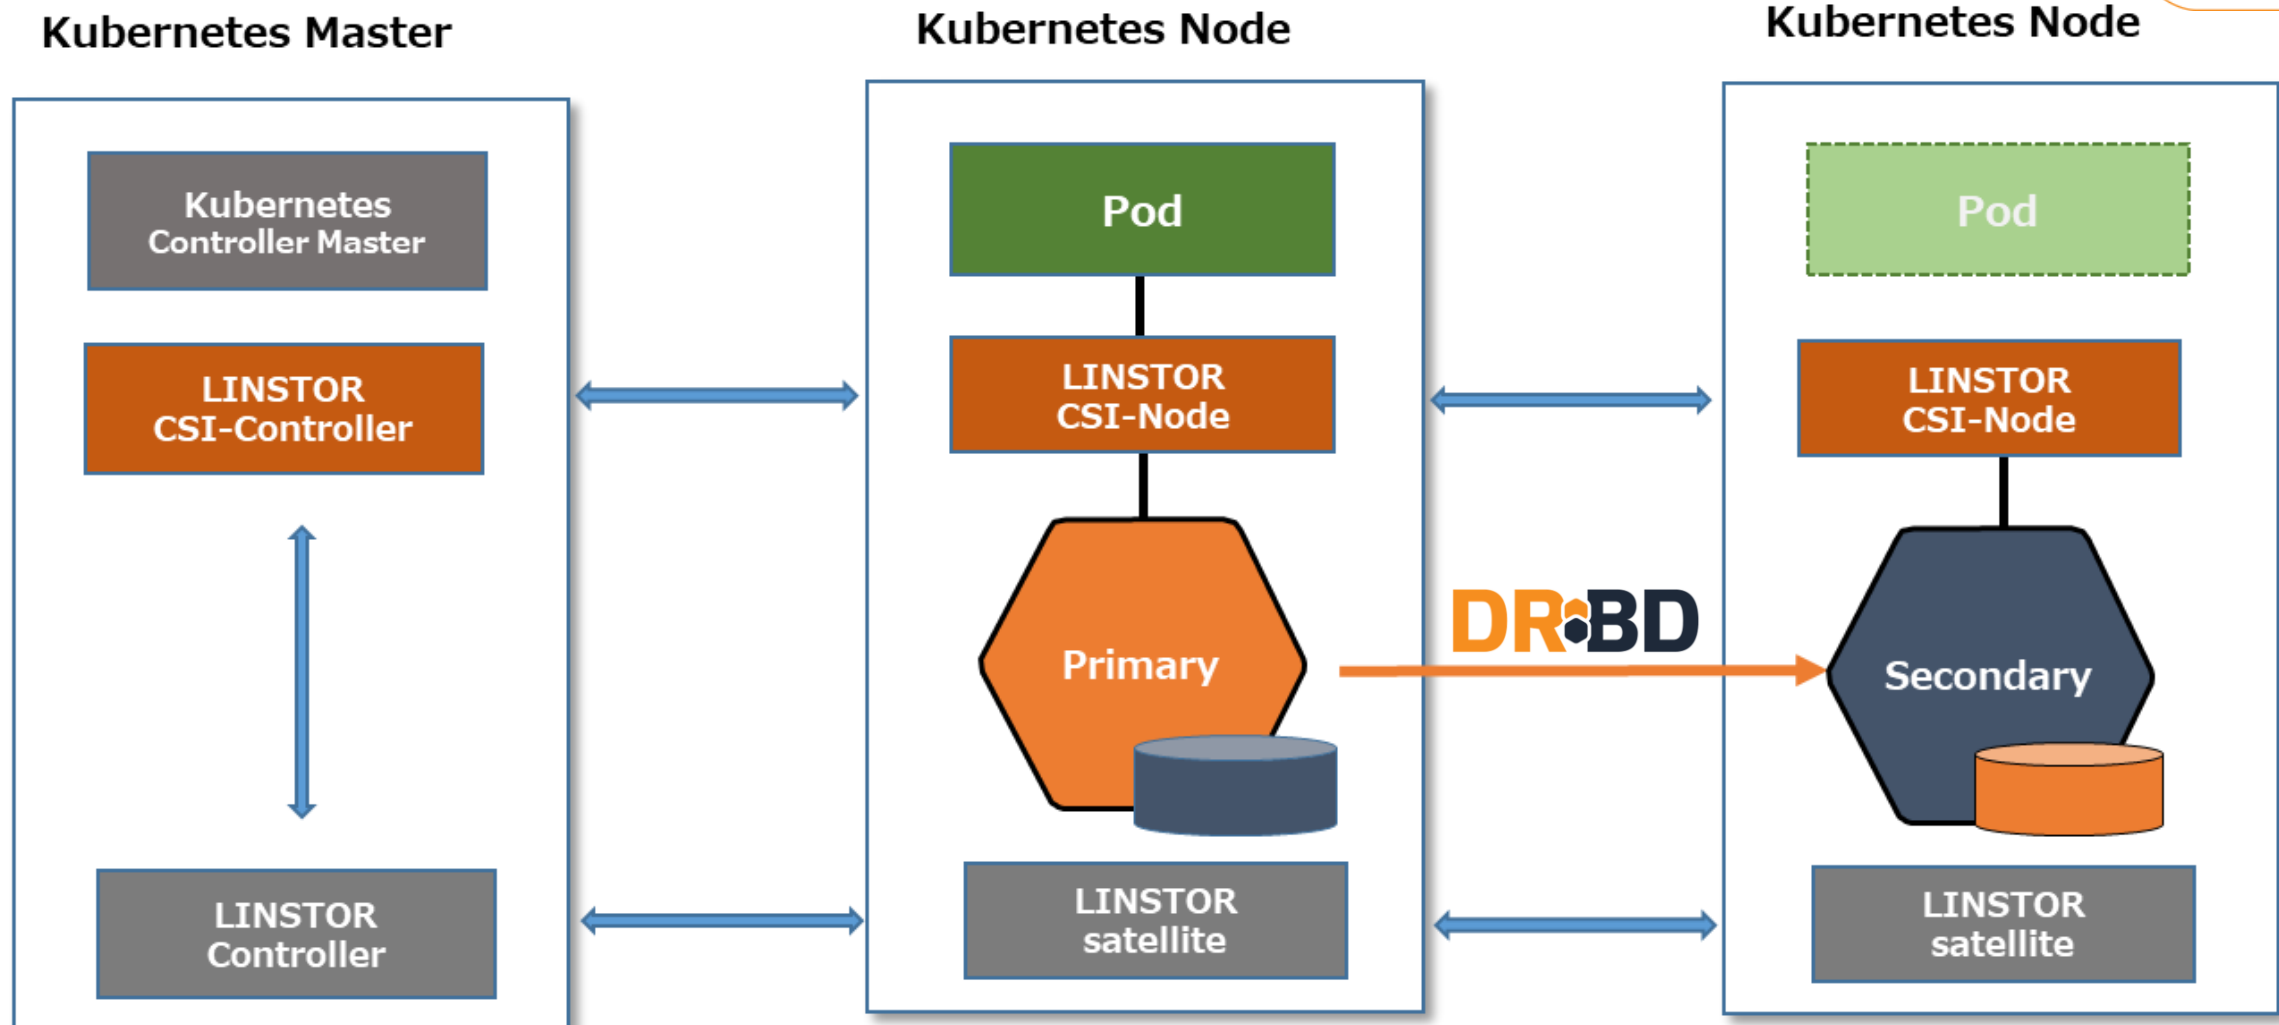 Kubernetes Master
Kubernetes
Controller Master
LINSTOR
CSI-Controller
LINSTOR
Controller
Kubernetes Node
Pod
LINSTOR
CSI-Node
Primary
LINSTOR
satellite
DRBD
Kubernetes Node
Pod
LINSTOR
CSI-Node
Secondary
LINSTOR
satellite